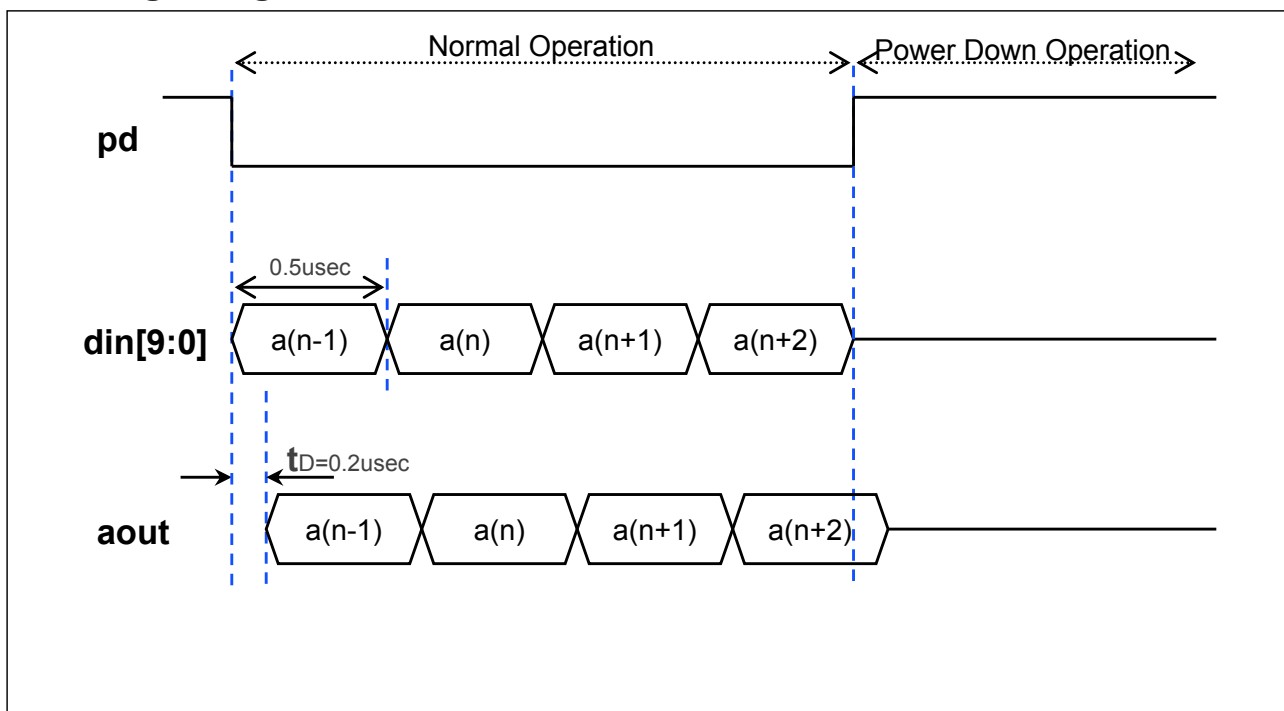 Normal Operation
Power Down Operation
pd
0.5usec
din[9:0]
a(n-1)
a(n)
a(n+1)
a(n+2)
tD=0.2usec
aout
a(n-1)
a(n)
a(n+1)
a(n+2)